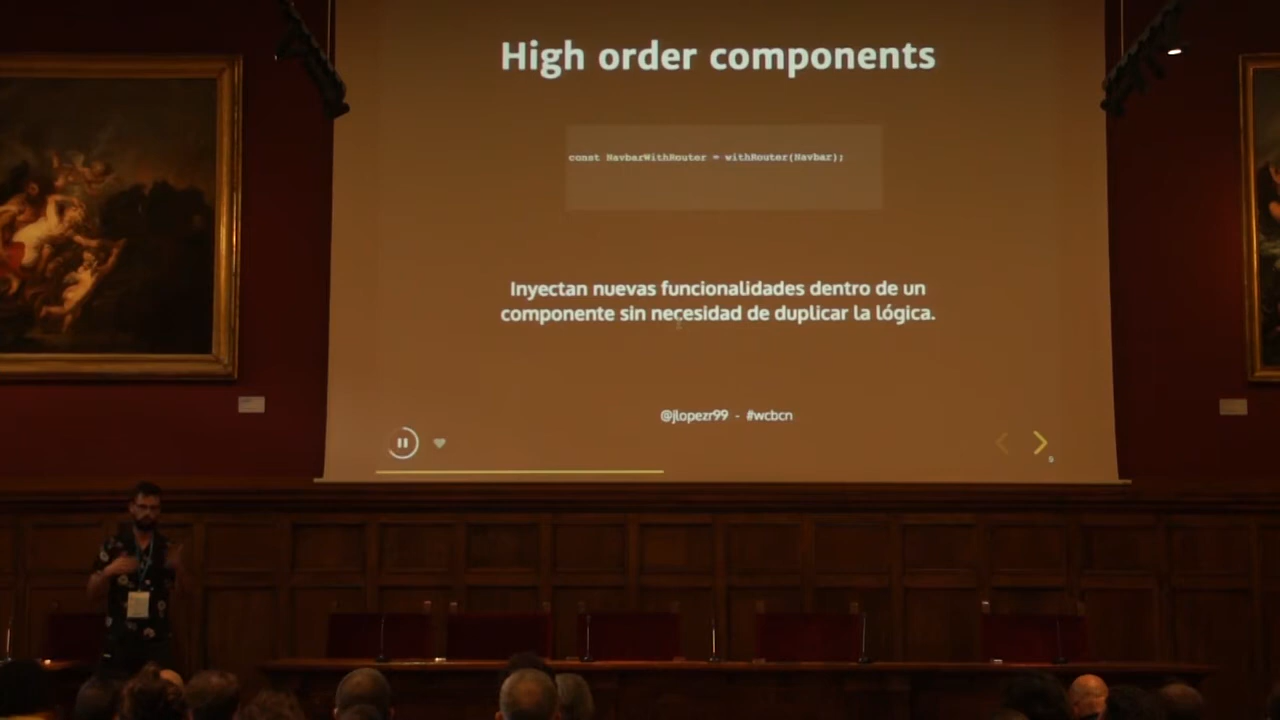 High order components
const NavbarWithRouter = withRouter(Navbar);
Inyectan nuevas funcionalidades dentro de un
componente sin necesidad de duplicar la lógica.
@jlopezr99 - #wcbcn